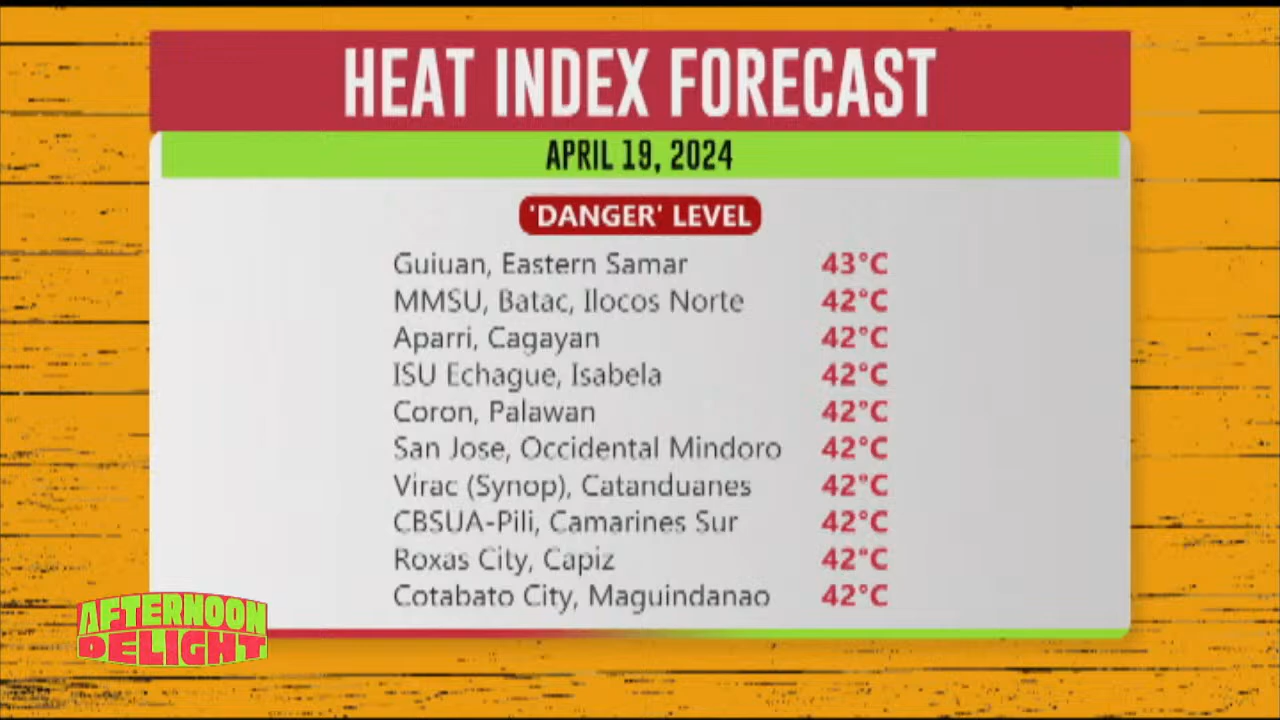 HEAT INDEX FORECAST
APRIL 19, 2024
'DANGER' LEVEL
Guiuan, Eastern Samar 43°C
MMSU, Batac, Ilocos Norte 42°C
Aparri, Cagayan 42°C
ISU Echague, Isabela 42°C
Coron, Palawan 42°C
San Jose, Occidental Mindoro 42°C
Virac (Synop), Catanduanes 42°C
CBSUA-Pili, Camarines Sur 42°C
Roxas City, Capiz 42°C
Cotabato City, Maguindanao 42°C
AFTERNOON
DELIGHT